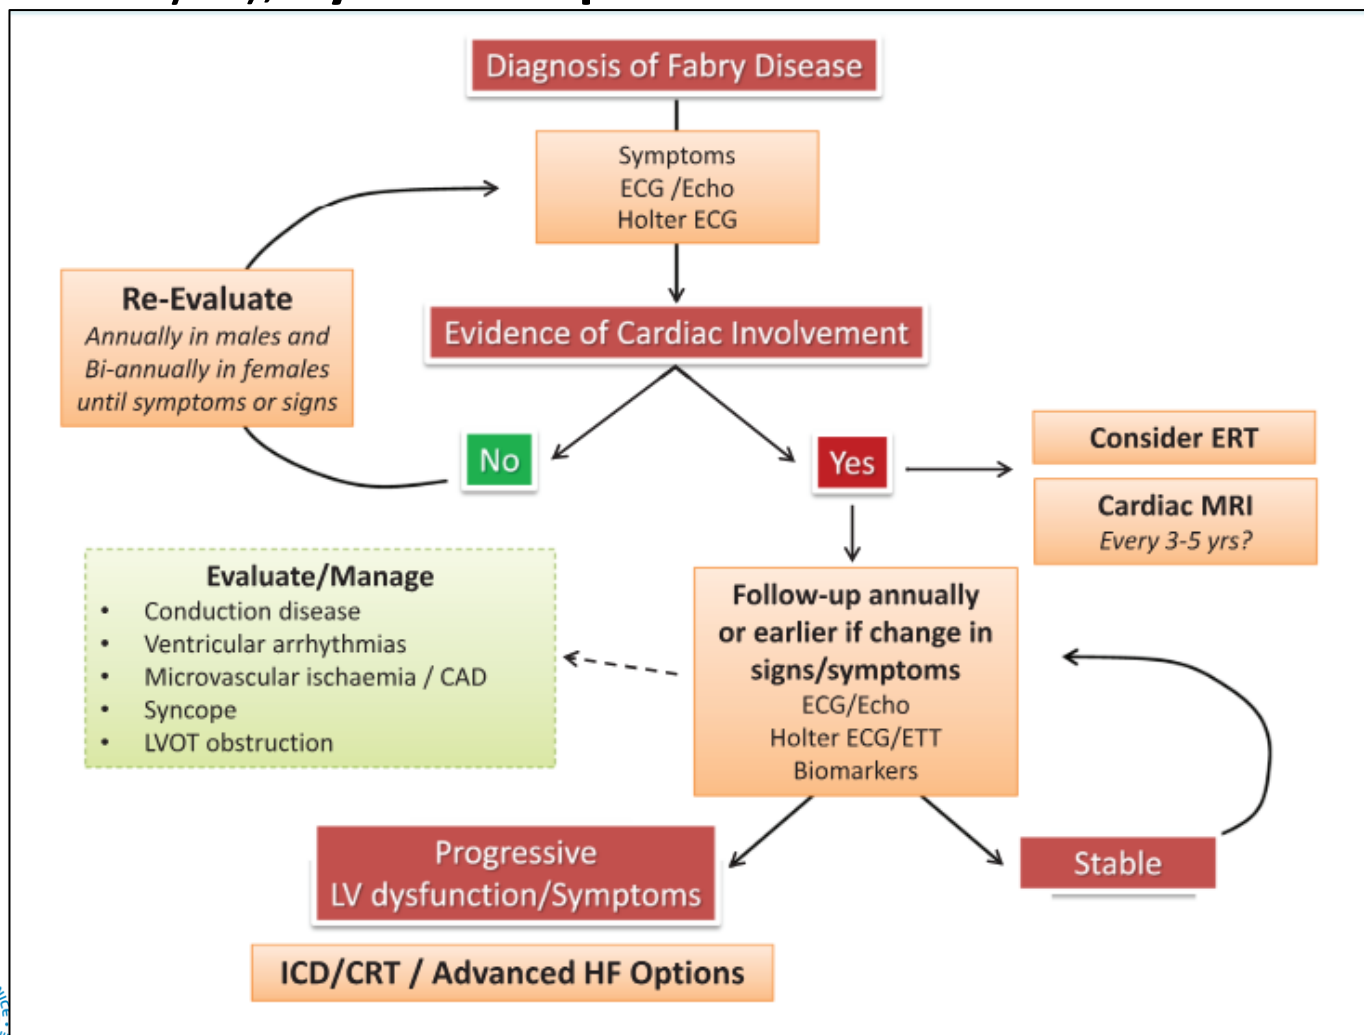 Diagnosis of Fabry Disease
Symptoms
ECG /Echo
Holter ECG
Re-Evaluate
Annually in males and
Bi-annually in females
until symptoms or signs
Evidence of Cardiac Involvement
No
Yes
Consider ERT
Cardiac MRI
Every 3-5 yrs?
Evaluate/Manage
• Conduction disease
• Ventricular arrhythmias
• Microvascular ischaemia / CAD
• Syncope
• LVOT obstruction
Follow-up annually
or earlier if change in
signs/symptoms
ECG/Echo
Holter ECG/ETT
Biomarkers
Progressive
LV dysfunction/Symptoms
Stable
ICD/CRT / Advanced HF Options